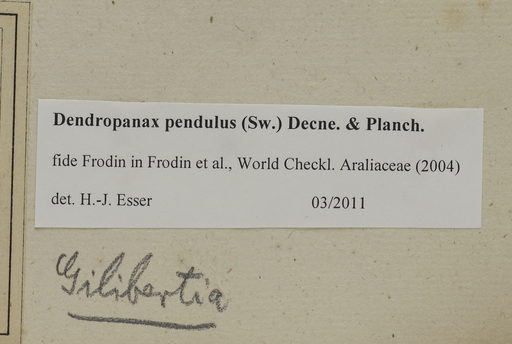 Dendropanax pendulus (Sw.) Decne. & Planch.
fide Frodin in Frodin et al., World Checkl. Araliaceae (2004)
det. H.-J. Esser 03/2011
Gilibertia